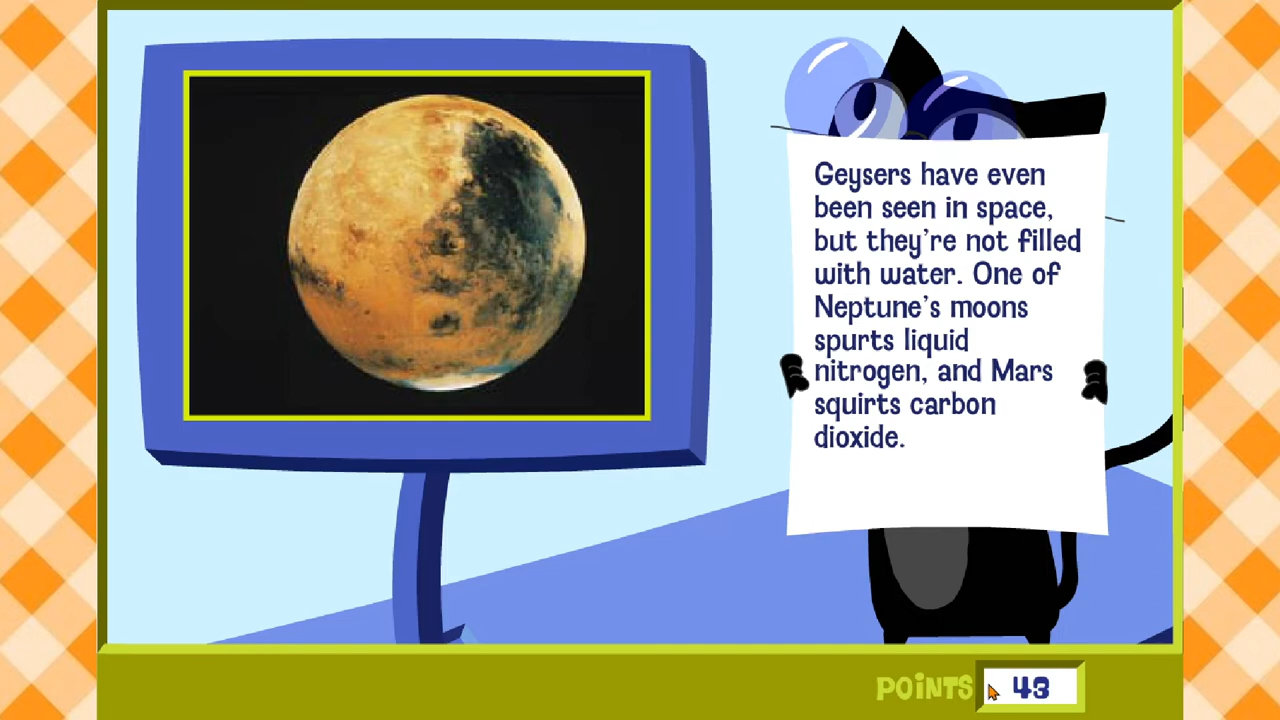 Geysers have even
been seen in space,
but they're not filled
with water. One of
Neptune's moons
spurts liquid
nitrogen, and Mars
squirts carbon
dioxide.
POINTS 43